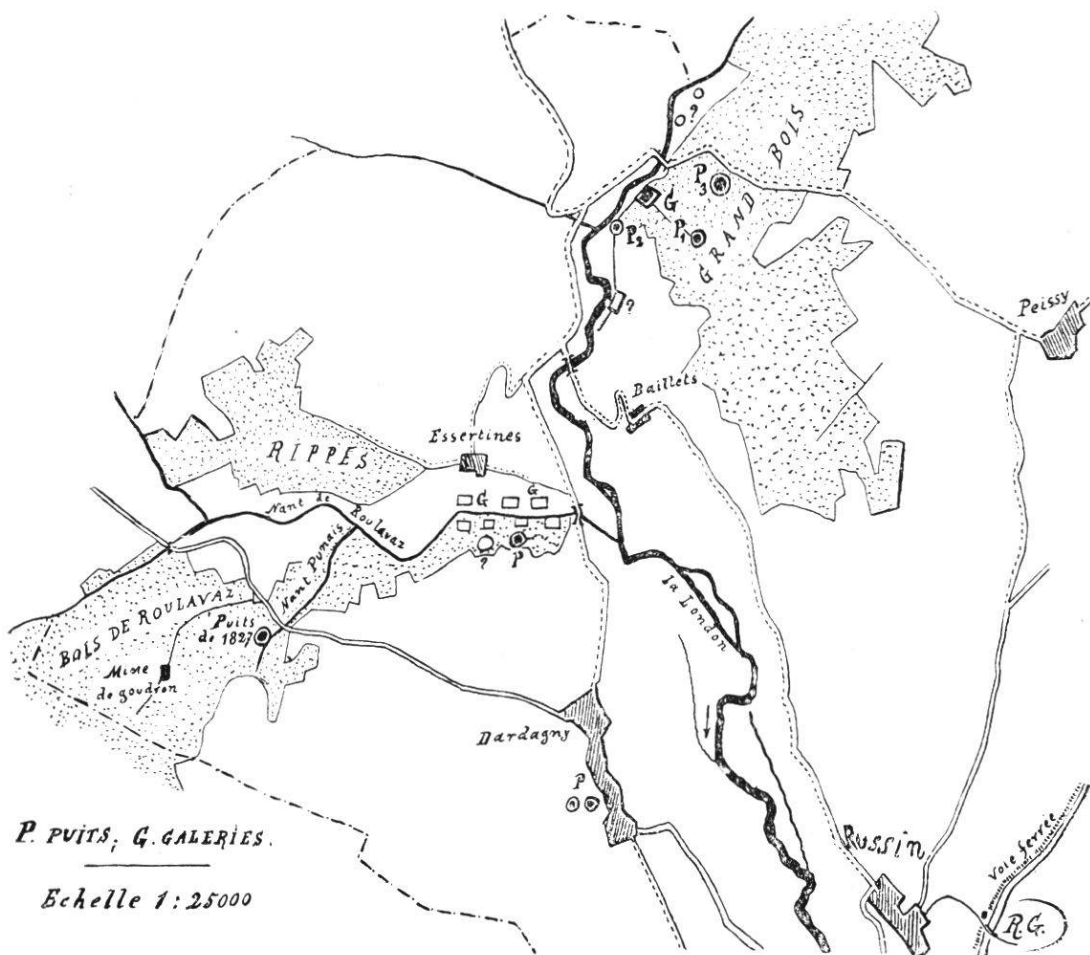 ?
BOIS
P3
G
GRAND
P2
P1
?
Peissy
Baillets
Essertines
RIPPES
G
G
Nant de
Roulavaz
Nant Punais
?
P
la London
BOIS DE ROULAVAZ
Puits
de 1827
Mine
de goudron
Dardagny
P
P. PUITS; G. GALERIES.
Echelle 1:25000
Russin
Voie ferrée
R.G.